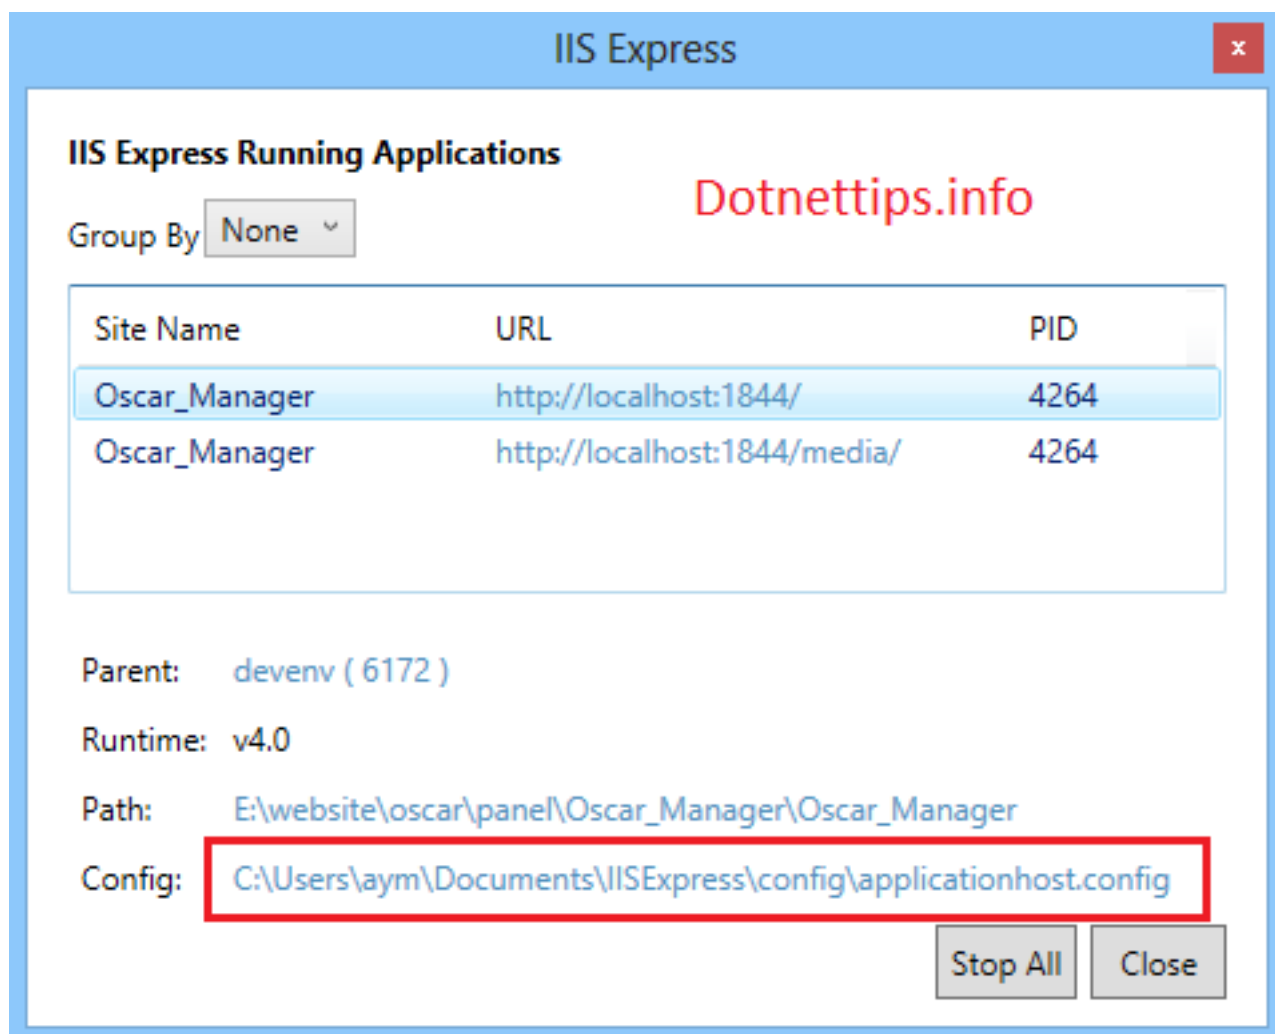 IIS Express
x
IIS Express Running Applications
Dotnettips.info
Group By None
Site Name URL PID
Oscar_Manager http://localhost:1844/ 4264
Oscar_Manager http://localhost:1844/media/ 4264
Parent: devenv ( 6172 )
Runtime: v4.0
Path: E:\website\oscar\panel\Oscar_Manager\Oscar_Manager
Config: C:\Users\aym\Documents\IISExpress\config\applicationhost.config
Stop All Close